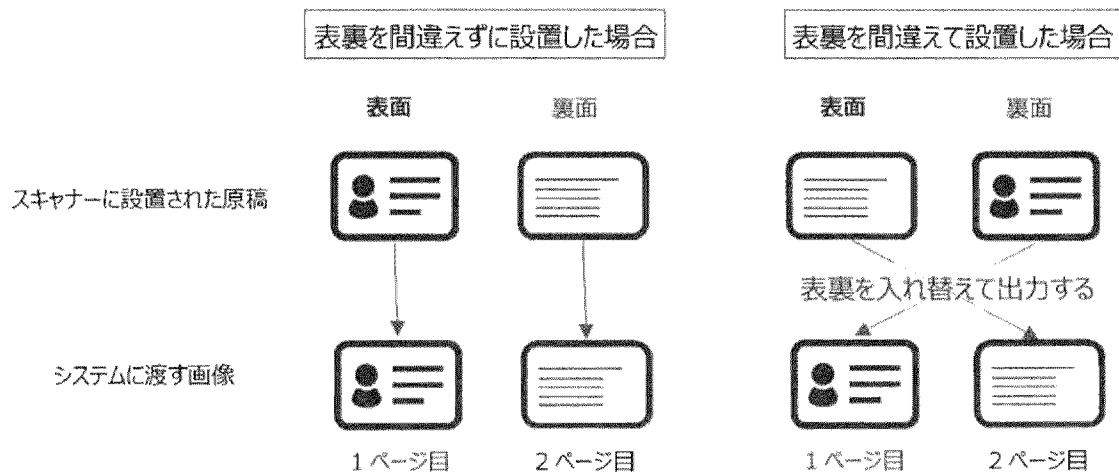 表裏を間違えずに設置した場合
表裏を間違えて設置した場合
表面
裏面
表面
裏面
スキャナーに設置された原稿
表裏を入れ替えて出力する
システムに渡す画像
1ページ目
2ページ目
1ページ目
2ページ目